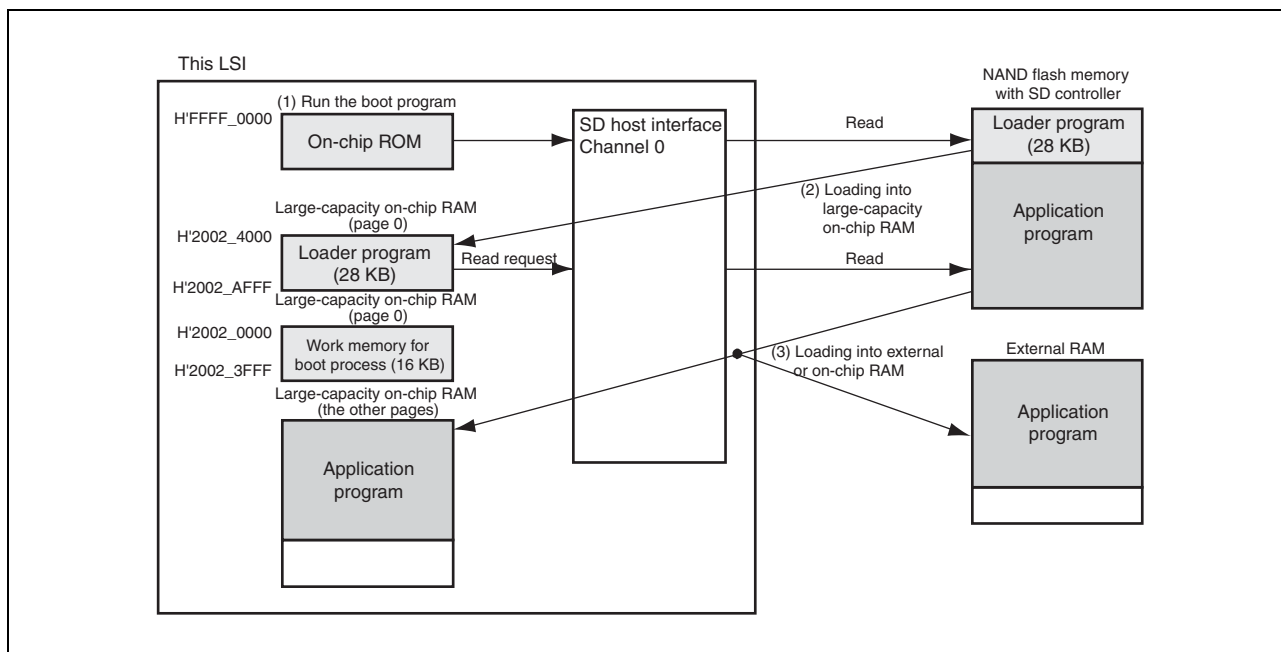 This LSI
(1) Run the boot program
H'FFFF_0000
On-chip ROM
SD host interface
Channel 0
Read
NAND flash memory
with SD controller
Loader program
(28 KB)
Application
program
(2) Loading into
large-capacity
on-chip RAM
Large-capacity on-chip RAM
(page 0)
H'2002_4000
Loader program
(28 KB)
Read request
Read
H'2002_AFFF
Large-capacity on-chip RAM
(page 0)
H'2002_0000
Work memory for
boot process (16 KB)
H'2002_3FFF
(3) Loading into external
or on-chip RAM
External RAM
Application
program
Large-capacity on-chip RAM
(the other pages)
Application
program